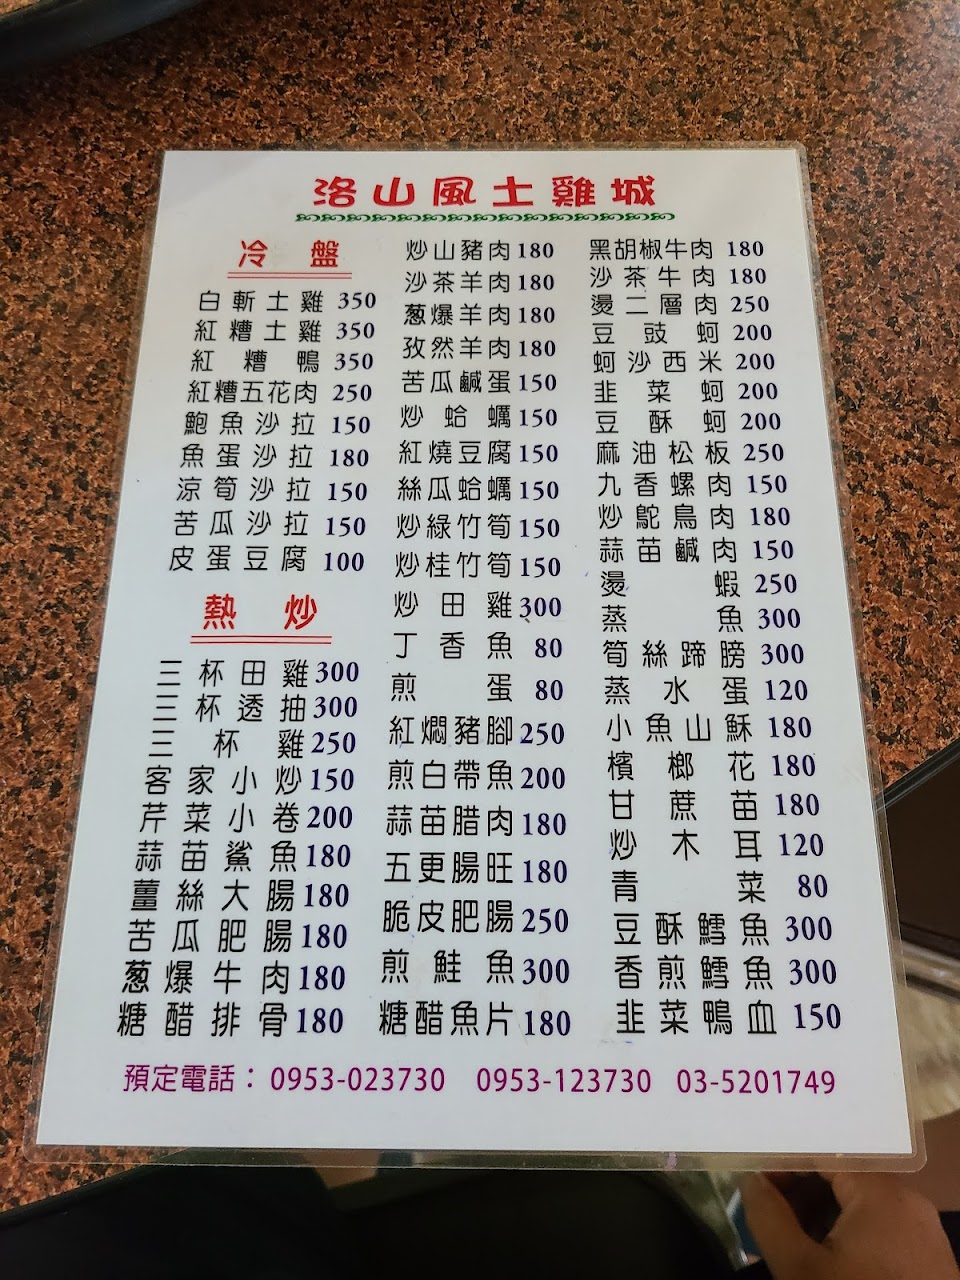 洛山風土雞城
冷盤
白斬土雞 350
紅糟土雞 350
紅糟鴨 350
紅糟五花肉 250
鮑魚沙拉 150
魚蛋沙拉 180
涼筍沙拉 150
苦瓜沙拉 150
皮蛋豆腐 100
熱炒
三杯田雞 300
三杯透抽 300
三杯雞 250
客家小炒 150
芹菜小卷 200
蒜苗鯊魚 180
薑絲大腸 180
苦瓜肥腸 180
葱爆牛肉 180
糖醋排骨 180
炒山豬肉 180
沙茶羊肉 180
葱爆羊肉 180
孜然羊肉 180
苦瓜鹹蛋 150
炒蛤蠣 150
紅燒豆腐 150
絲瓜蛤蠣 150
炒綠竹筍 150
炒桂竹筍 150
炒田雞 300
丁香魚 80
煎蛋 80
紅燜豬腳 250
煎白帶魚 200
蒜苗腊肉 180
五更腸旺 180
脆皮肥腸 250
煎鮭魚 300
糖醋魚片 180
黑胡椒牛肉 180
沙茶牛肉 180
燙二層肉 250
豆豉蚵 200
蚵沙西米 200
韭菜蚵 200
豆酥蚵 200
麻油松板 250
九香螺肉 150
炒鴕鳥肉 180
蒜苗鹹肉 150
燙蝦 250
蒸魚 300
筍絲蹄膀 300
蒸水蛋 120
小魚山酥 180
檳榔花 180
甘蔗苗 180
炒木耳 120
青菜 80
豆酥鱈魚 300
香煎鱈魚 300
韭菜鴨血 150
預定電話：0953-023730 0953-123730 03-5201749